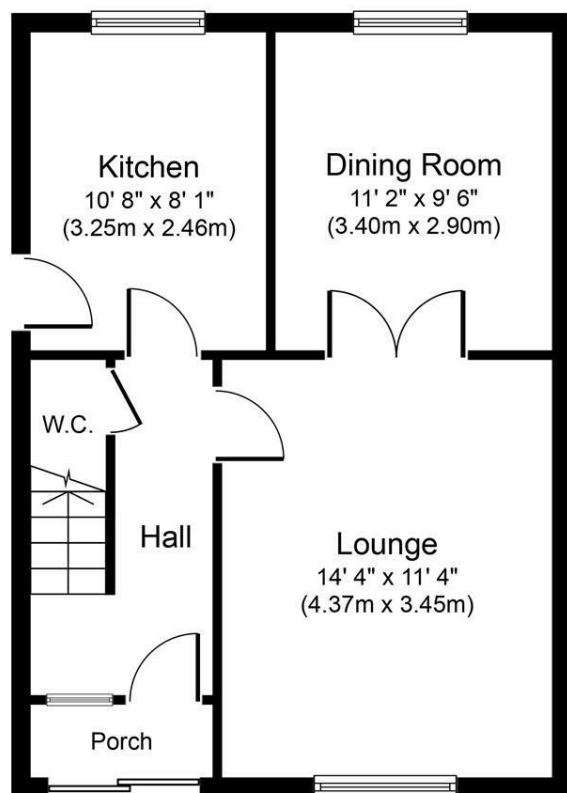 Kitchen
10' 8" x 8' 1"
(3.25m x 2.46m)
Dining Room
11' 2" x 9' 6"
(3.40m x 2.90m)
W.C.
Hall
Lounge
14' 4" x 11' 4"
(4.37m x 3.45m)
Porch